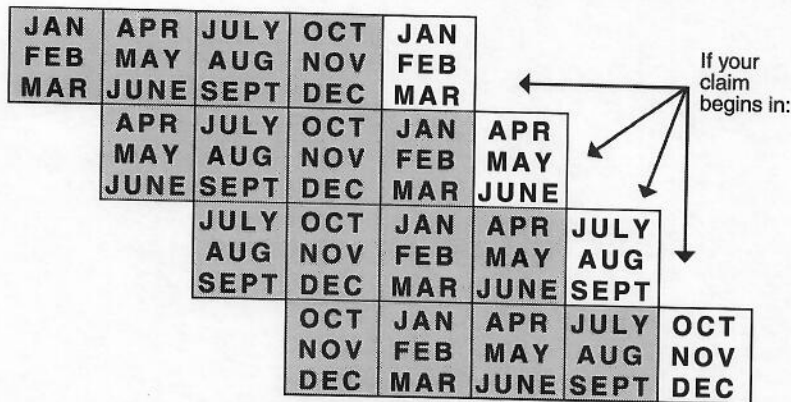 JAN APR JULY OCT JAN
FEB MAY AUG NOV FEB
MAR JUNE SEPT DEC MAR
If your
claim
begins in:
APR JULY OCT JAN APR
MAY AUG NOV FEB MAY
JUNE SEPT DEC MAR JUNE
JULY OCT JAN APR JULY
AUG NOV FEB MAY AUG
SEPT DEC MAR JUNE SEPT
OCT JAN APR JULY OCT
NOV FEB MAY AUG NOV
DEC MAR JUNE SEPT DEC